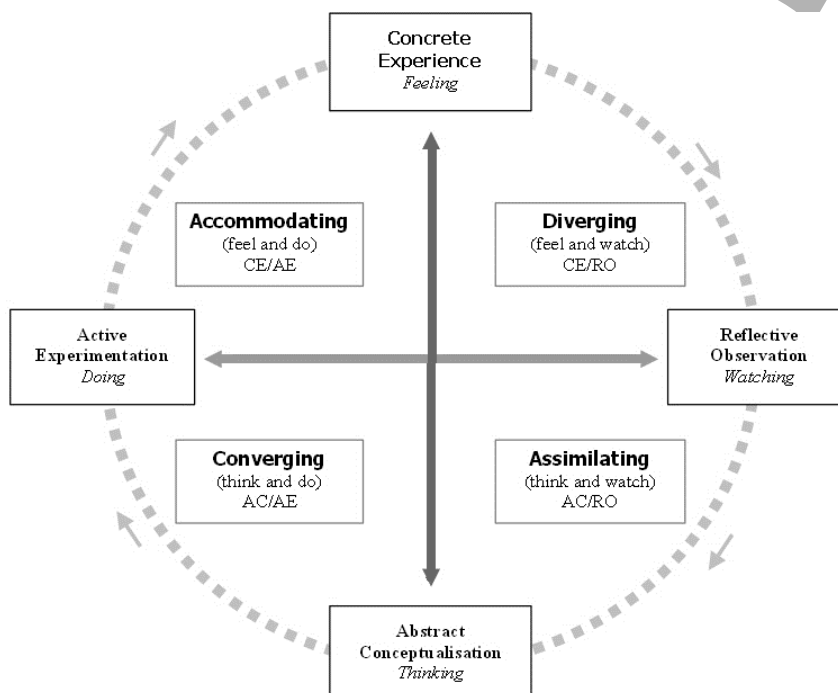 Concrete
Experience
Feeling
Accommodating
(feel and do)
CE/AE
Diverging
(feel and watch)
CE/RO
Active
Experimentation
Doing
Reflective
Observation
Watching
Converging
(think and do)
AC/AE
Assimilating
(think and watch)
AC/RO
Abstract
Conceptualisation
Thinking